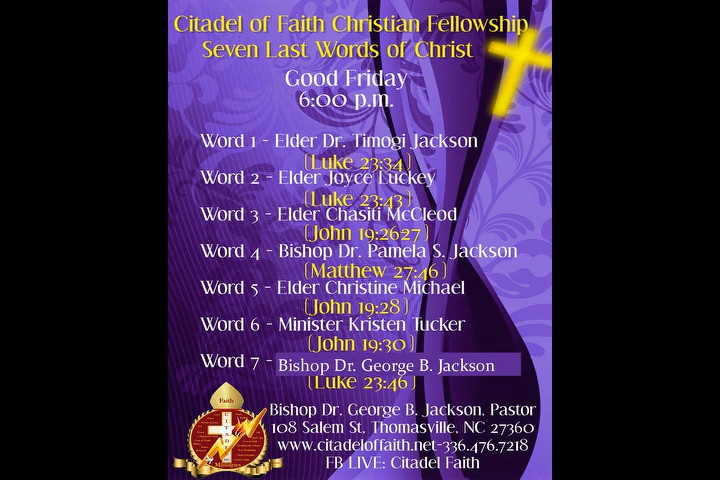 Citadel of Faith Christian Fellowship
Seven Last Words of Christ
Good Friday
6:00 p.m.
Word 1 - Elder Dr. Timogi Jackson
(Luke 23:34)
Word 2 - Elder Joyce Luckey
(Luke 23:43)
Word 3 - Elder Chasiti McCleod
(John 19:2627)
Word 4 - Bishop Dr. Pamela S. Jackson
(Matthew 27:46)
Word 5 - Elder Christine Michael
(John 19:28)
Word 6 - Minister Kristen Tucker
(John 19:30)
Word 7 - Bishop Dr. George B. Jackson
(Luke 23:46)
Faith
CITADEL
Ministries
Bishop Dr. George B. Jackson, Pastor
108 Salem St, Thomasville, NC 27360
www.citadeloffaith.net-336.476.7218
FB LIVE: Citadel Faith